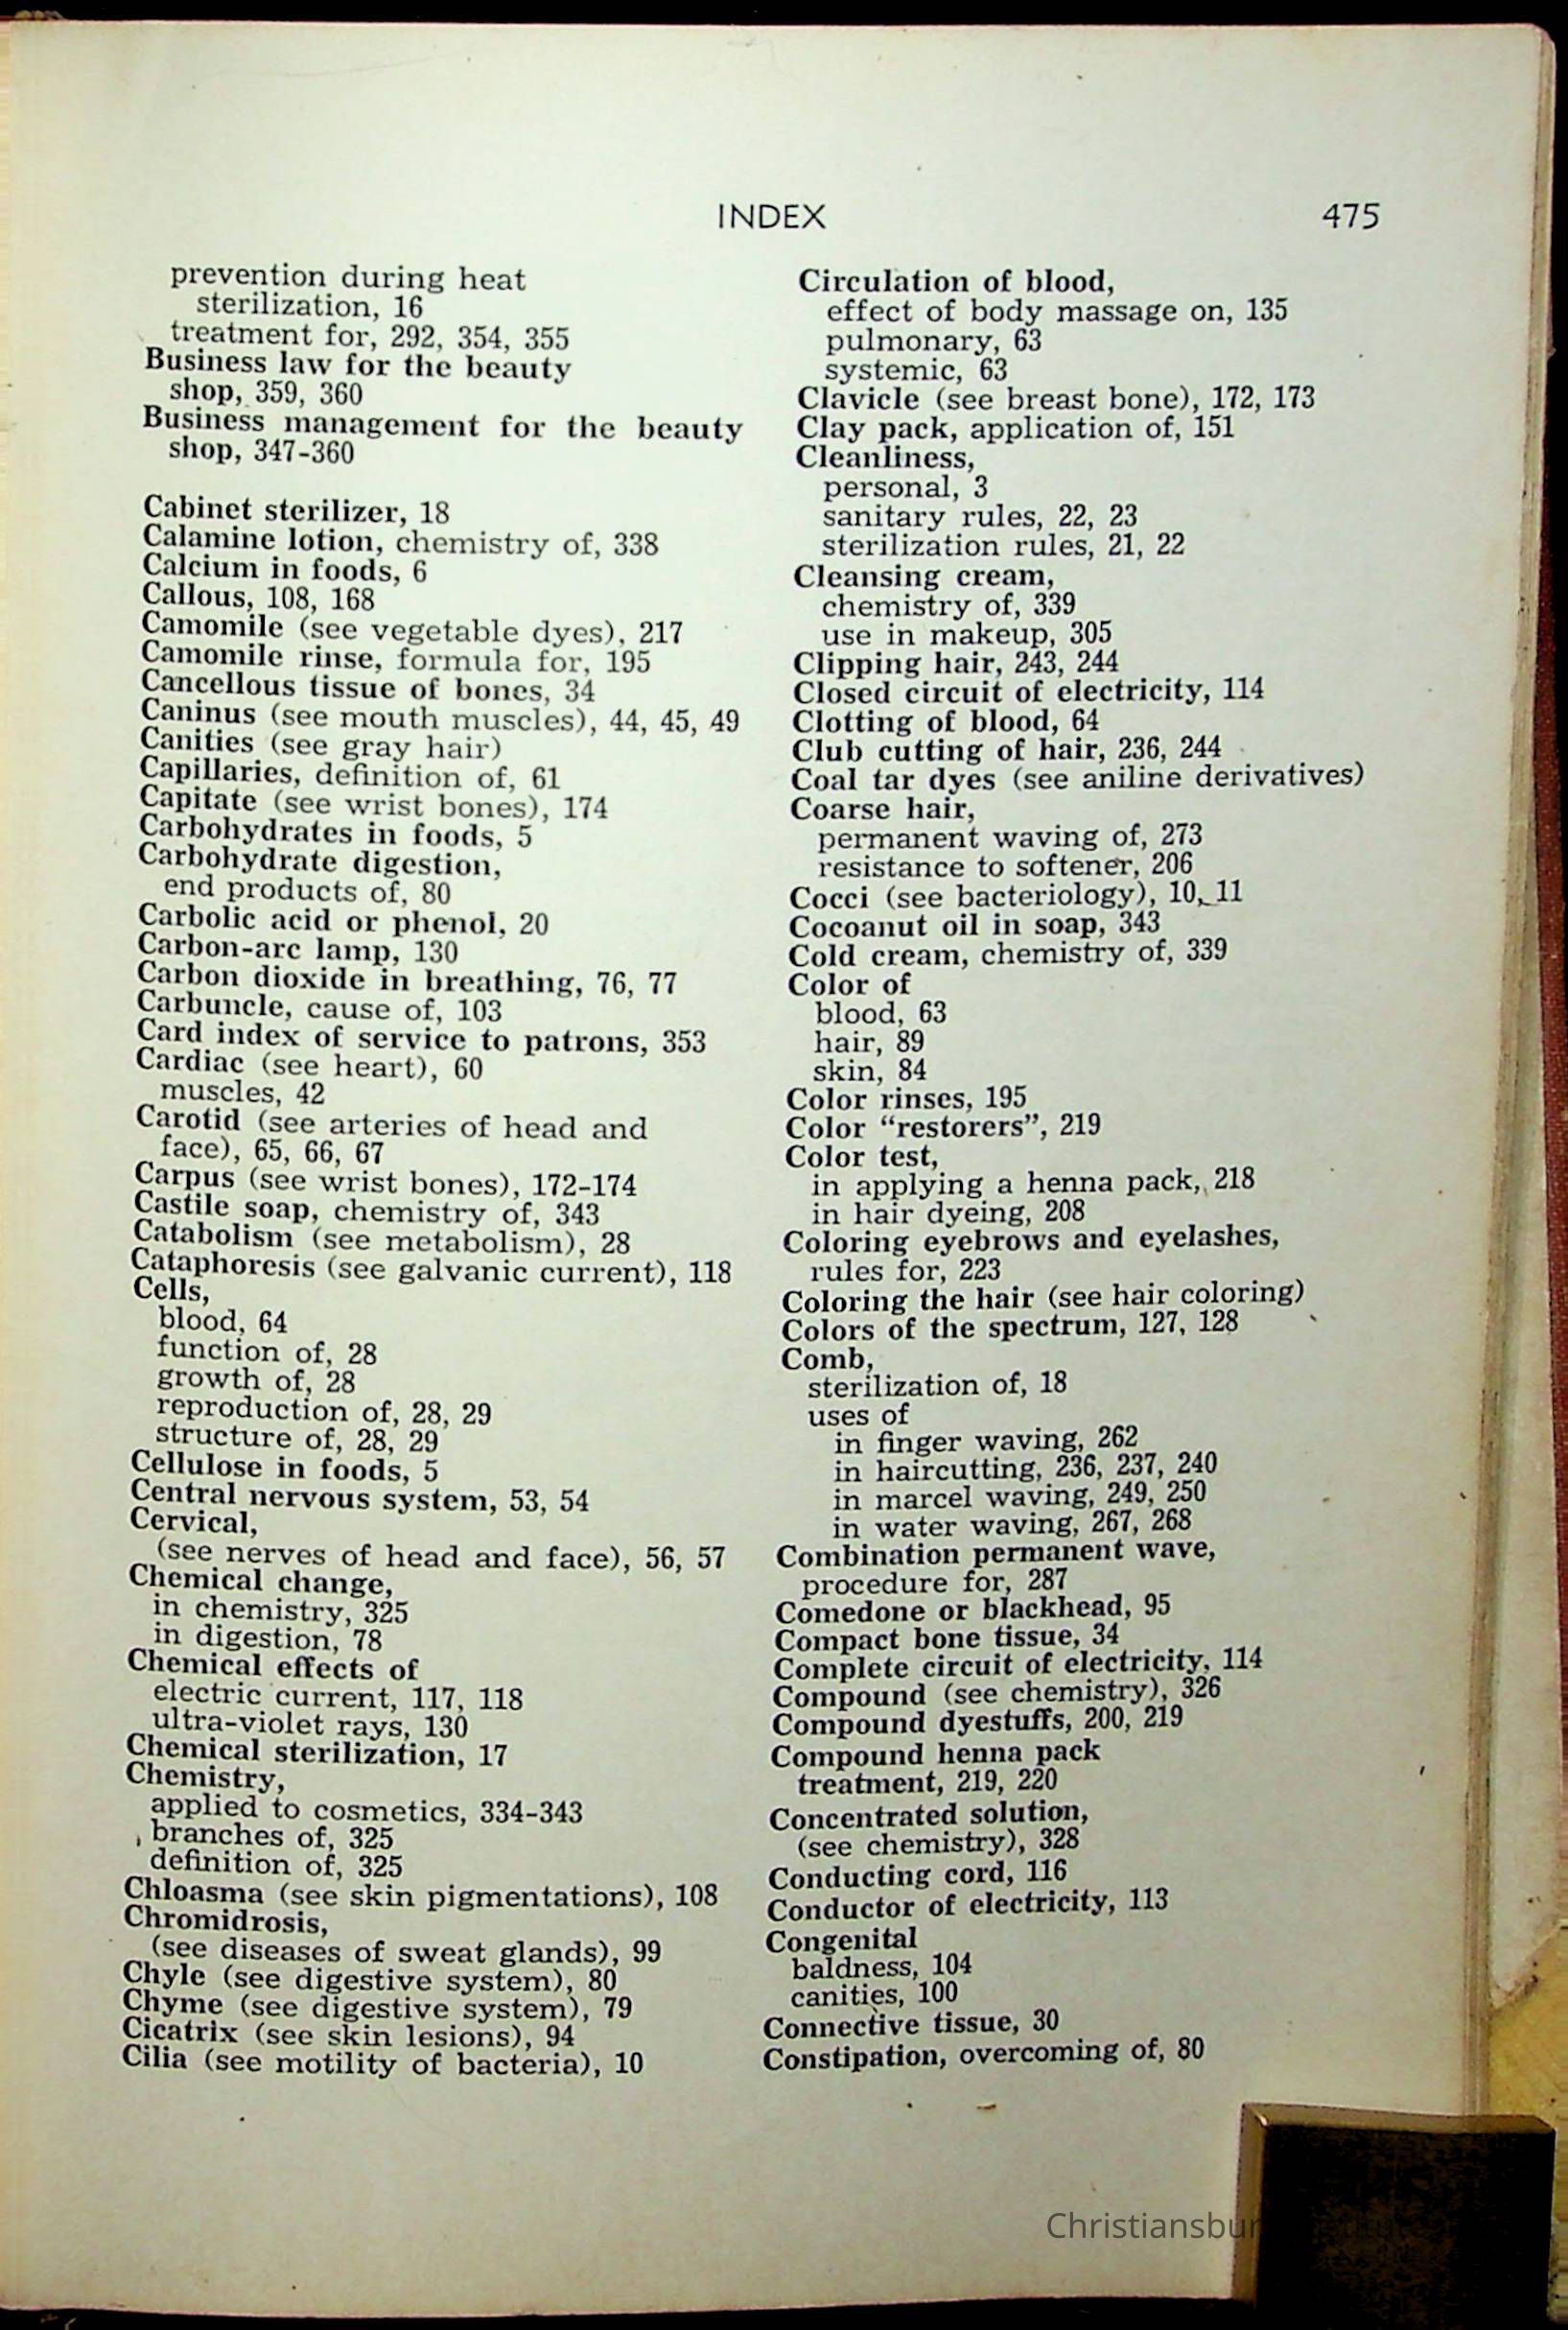 INDEX 475
prevention during heat
sterilization, 16
treatment for, 292, 354, 355
Business law for the beauty
shop, 359, 360
Business management for the beauty
shop, 347-360
Cabinet sterilizer, 18
Calamine lotion, chemistry of, 338
Calcium in foods, 6
Callous, 108, 168
Camomile (see vegetable dyes), 217
Camomile rinse, formula for, 195
Cancellous tissue of bones, 34
Caninus (see mouth muscles), 44, 45, 49
Canities (see gray hair)
Capillaries, definition of, 61
Capitate (see wrist bones), 174
Carbohydrates in foods, 5
Carbohydrate digestion,
end products of, 80
Carbolic acid or phenol, 20
Carbon-arc lamp, 130
Carbon dioxide in breathing, 76, 77
Carbuncle, cause of, 103
Card index of service to patrons, 353
Cardiac (see heart), 60
muscles, 42
Carotid (see arteries of head and
face), 65, 66, 67
Carpus (see wrist bones), 172-174
Castile soap, chemistry of, 343
Catabolism (see metabolism), 28
Cataphoresis (see galvanic current), 118
Cells,
blood, 64
function of, 28
growth of, 28
reproduction of, 28, 29
structure of, 28, 29
Cellulose in foods, 5
Central nervous system, 53, 54
Cervical,
(see nerves of head and face), 56, 57
Chemical change,
in chemistry, 325
in digestion, 78
Chemical effects of
electric current, 117, 118
ultra-violet rays, 130
Chemical sterilization, 17
Chemistry,
applied to cosmetics, 334-343
branches of, 325
definition of, 325
Chloasma (see skin pigmentations), 108
Chromidrosis,
(see diseases of sweat glands), 99
Chyle (see digestive system), 80
Chyme (see digestive system), 79
Cicatrix (see skin lesions), 94
Cilia (see motility of bacteria), 10
Circulation of blood,
effect of body massage on, 135
pulmonary, 63
systemic, 63
Clavicle (see breast bone), 172, 173
Clay pack, application of, 151
Cleanliness,
personal, 3
sanitary rules, 22, 23
sterilization rules, 21, 22
Cleansing cream,
chemistry of, 339
use in makeup, 305
Clipping hair, 243, 244
Closed circuit of electricity, 114
Clotting of blood, 64
Club cutting of hair, 236, 244
Coal tar dyes (see aniline derivatives)
Coarse hair,
permanent waving of, 273
resistance to softener, 206
Cocci (see bacteriology), 10, 11
Cocoanut oil in soap, 343
Cold cream, chemistry of, 339
Color of
blood, 63
hair, 89
skin, 84
Color rinses, 195
Color “restorers”, 219
Color test,
in applying a henna pack, 218
in hair dyeing, 208
Coloring eyebrows and eyelashes,
rules for, 223
Coloring the hair (see hair coloring)
Colors of the spectrum, 127, 128
Comb,
sterilization of, 18
uses of
in finger waving, 262
in haircutting, 236, 237, 240
in marcel waving, 249, 250
in water waving, 267, 268
Combination permanent wave,
procedure for, 287
Comedone or blackhead, 95
Compact bone tissue, 34
Complete circuit of electricity, 114
Compound (see chemistry), 326
Compound dyestuffs, 200, 219
Compound henna pack
treatment, 219, 220
Concentrated solution,
(see chemistry), 328
Conducting cord, 116
Conductor of electricity, 113
Congenital
baldness, 104
canities, 100
Connective tissue, 30
Constipation, overcoming of, 80